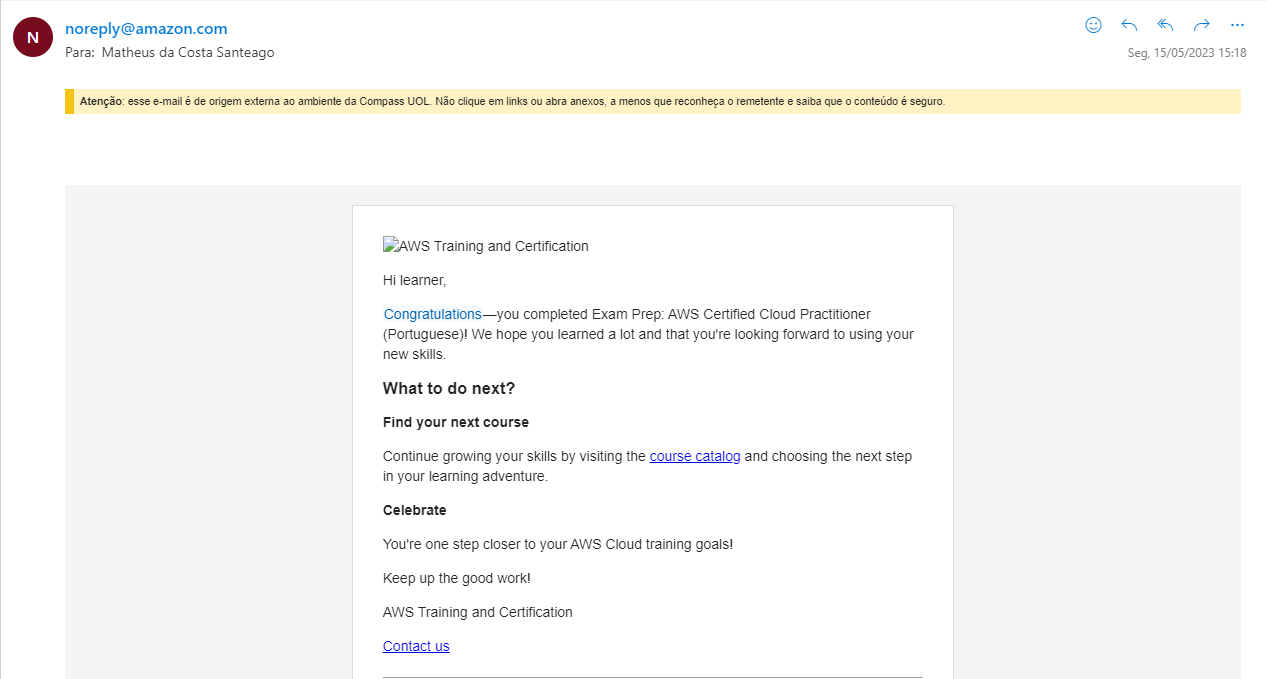 N
noreply@amazon.com
Para: Matheus da Costa Santeago
Seg, 15/05/2023 15:18
Atenção: esse e-mail é de origem externa ao ambiente da Compass UOL. Não clique em links ou abra anexos, a menos que reconheça o remetente e saiba que o conteúdo é seguro.
AWS Training and Certification
Hi learner,
Congratulations—you completed Exam Prep: AWS Certified Cloud Practitioner
(Portuguese)! We hope you learned a lot and that you're looking forward to using your
new skills.
What to do next?
Find your next course
Continue growing your skills by visiting the course catalog and choosing the next step
in your learning adventure.
Celebrate
You're one step closer to your AWS Cloud training goals!
Keep up the good work!
AWS Training and Certification
Contact us